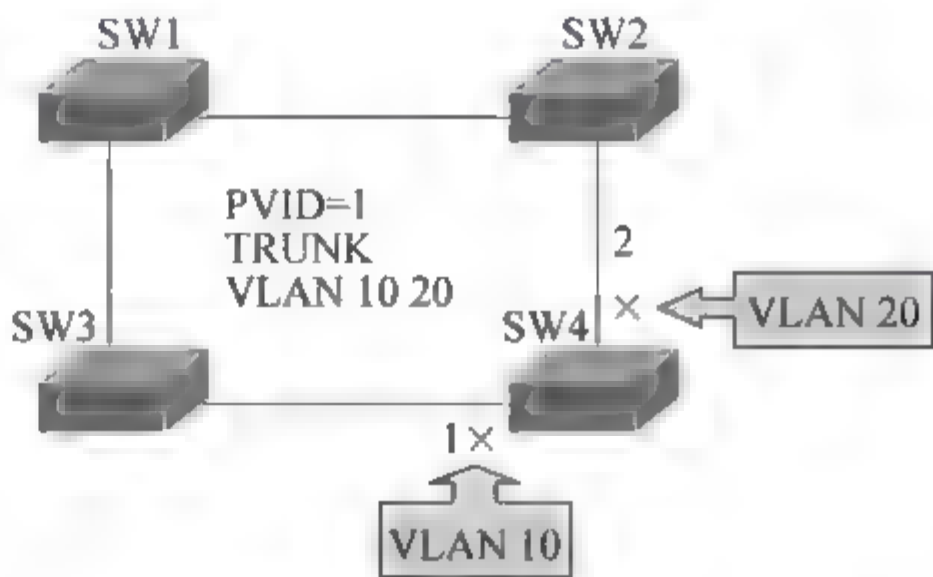 SW1
SW2
PVID=1
TRUNK
VLAN 10 20
2
SW3
SW4
×
VLAN 20
1 ×
VLAN 10